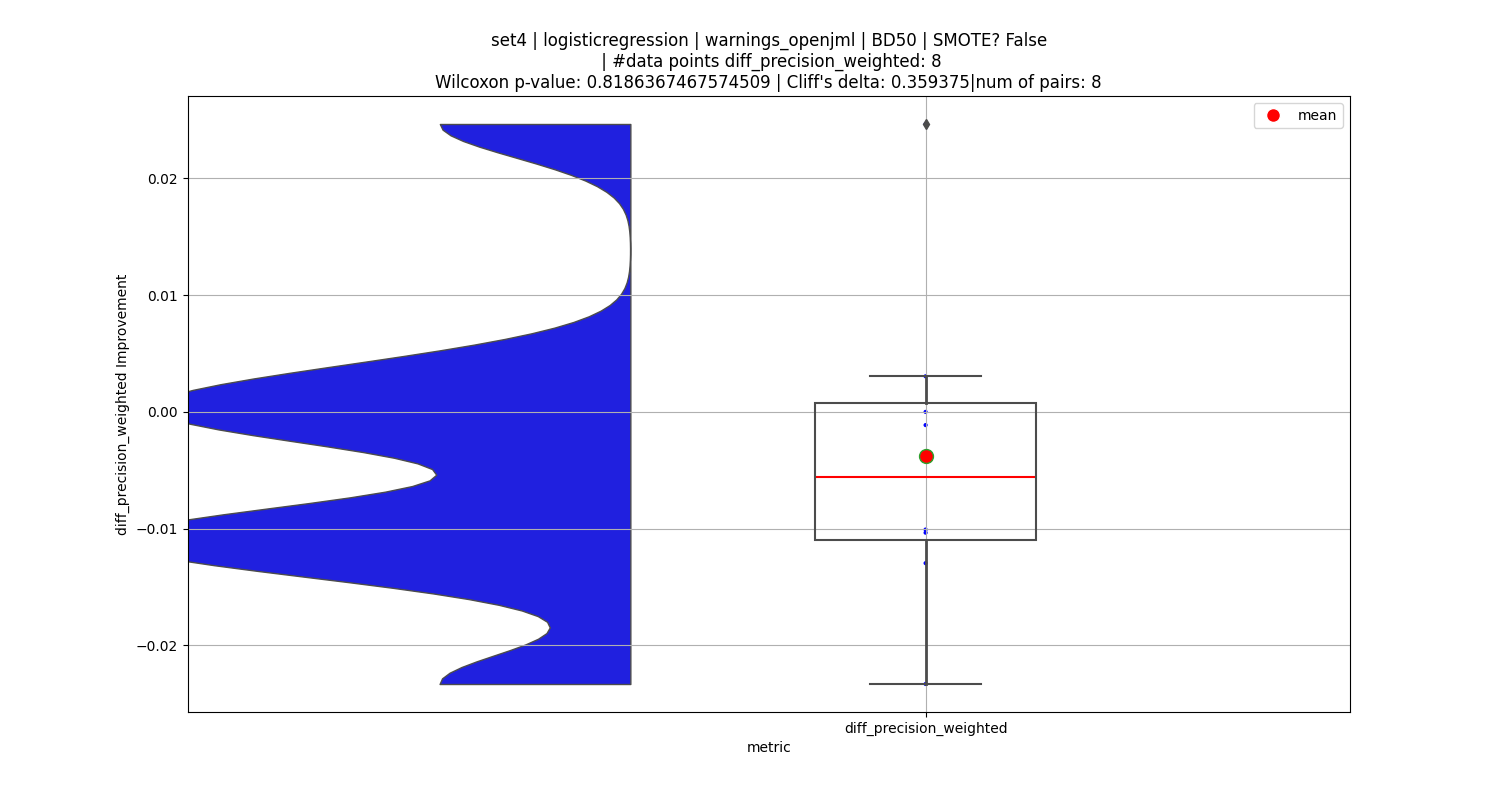 set4 | logisticregression | warnings_openjml | BD50 | SMOTE? False
| #data points diff_precision_weighted: 8
Wilcoxon p-value: 0.8186367467574509 | Cliff's delta: 0.359375|num of pairs: 8
mean
diff_precision_weighted Improvement
0.02
0.01
0.00
−0.01
−0.02
diff_precision_weighted
metric